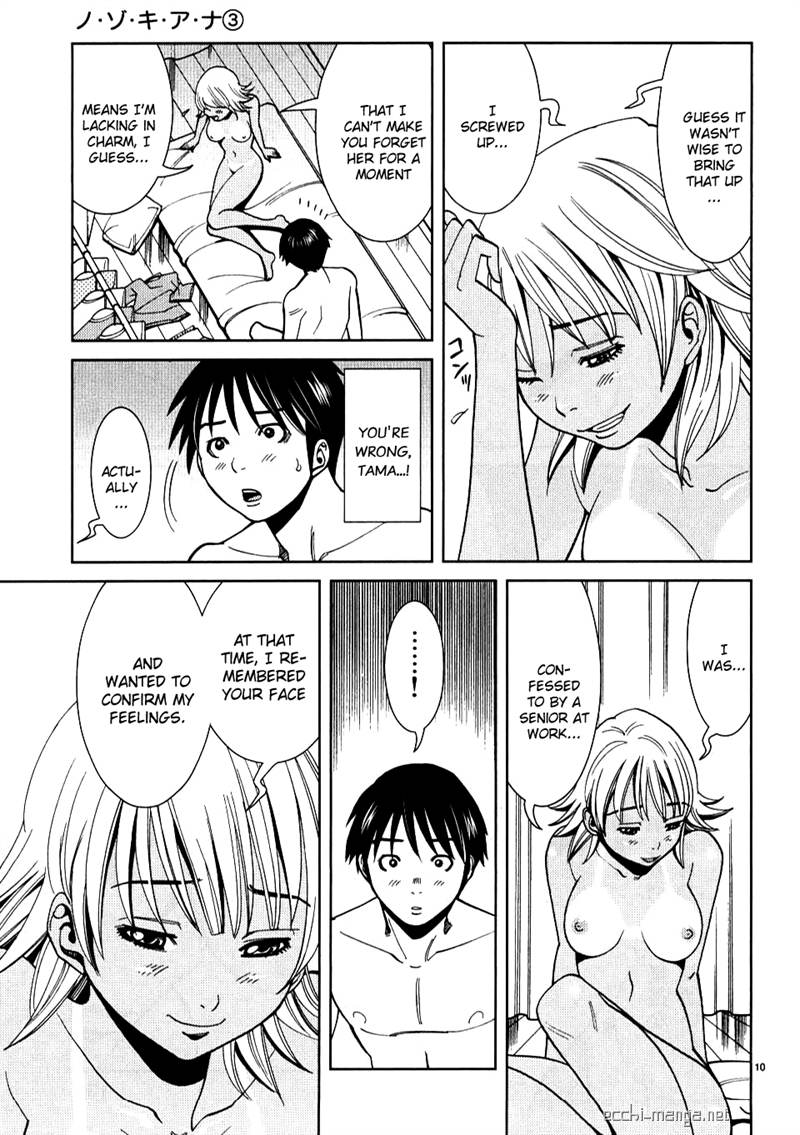 ノ・ゾ・キ・ア・ナ③
GUESS IT
WASN'T
WISE TO
BRING
THAT UP
...
I
SCREWED
UP...
コツ
THAT I
CAN'T MAKE
YOU FORGET
HER FOR A
MOMENT
MEANS I'M
LACKING IN
CHARM, I
GUESS...
YOU'RE
WRONG,
TAMA...!
ACTU-
ALLY
...
I
WAS...
CON-
FESSED
TO BY A
SENIOR AT
WORK...
......!
AT THAT
TIME, I RE-
MEMBERED
YOUR FACE
AND
WANTED TO
CONFIRM MY
FEELINGS.
10
ecchi-manga.net